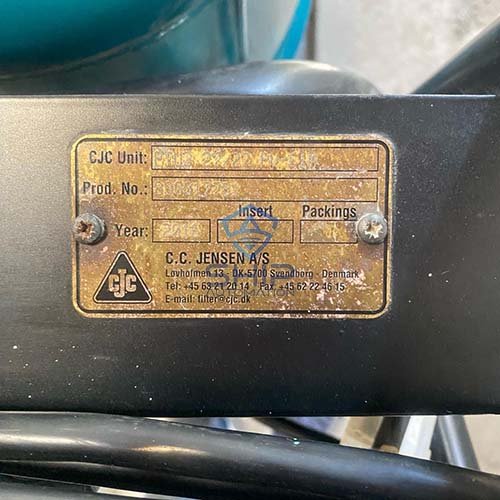 CJC Unit:
Prod. No.:
Insert Packings
Year:
C.C. JENSEN A/S
Lovholmen 13 - DK-5700 Svendborg - Denmark
Tel: +45 63 21 20 14 Fax. +45 62 22 46 15
E-mail: filter@cjc.dk
CJC